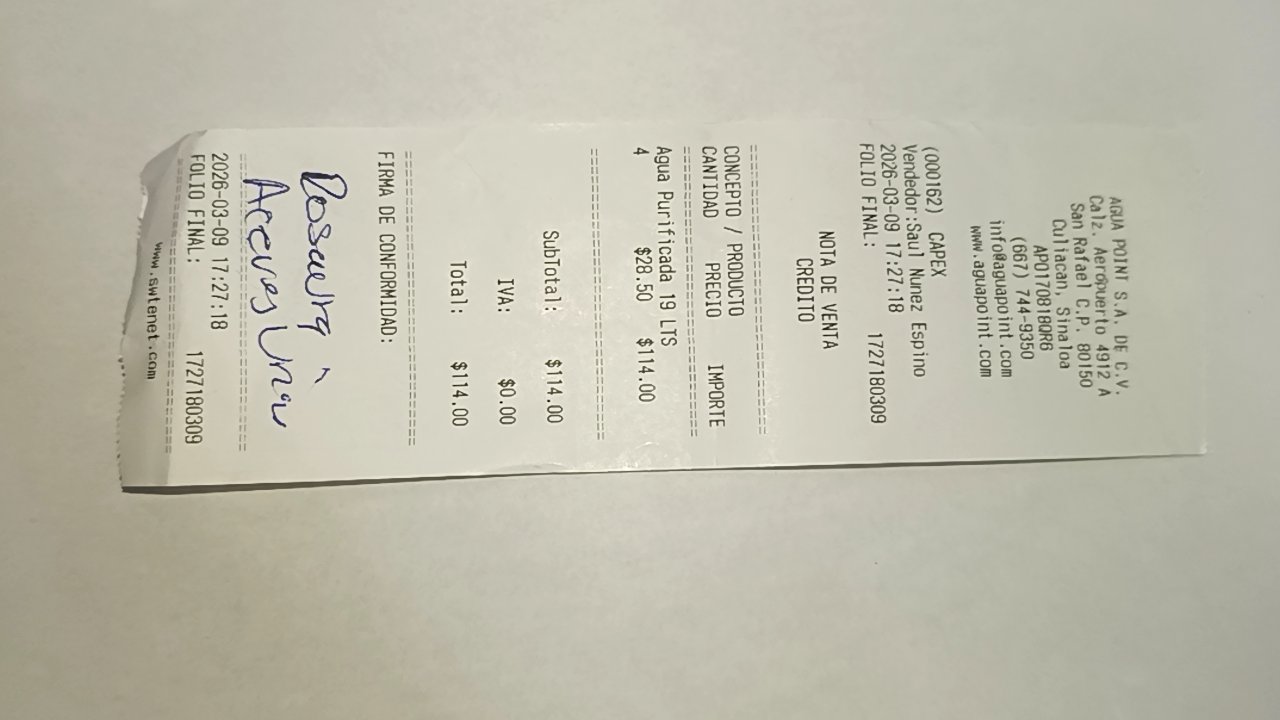 AGUA POINT S.A. DE C.V.
Calz. Aeropuerto 4912 A
San Rafael C.P. 80150
Culiacan, Sinaloa
APO170818QR6
(667) 744-9350
info@aguapoint.com
www.aguapoint.com
(000162) CAPEX
Vendedor:Saul Nunez Espino
2026-03-09 17:27:18
FOLIO FINAL: 1727180309
NOTA DE VENTA
CREDITO
==========================
CONCEPTO / PRODUCTO
CANTIDAD PRECIO IMPORTE
==========================
Agua Purificada 19 LTS
4 $28.50 $114.00
==========================
SubTotal: $114.00
IVA: $0.00
Total: $114.00
==========================
FIRMA DE CONFORMIDAD:
Aceves
==========================
2026-03-09 17:27:18
FOLIO FINAL: 1727180309
==========================
www.swtenet.com